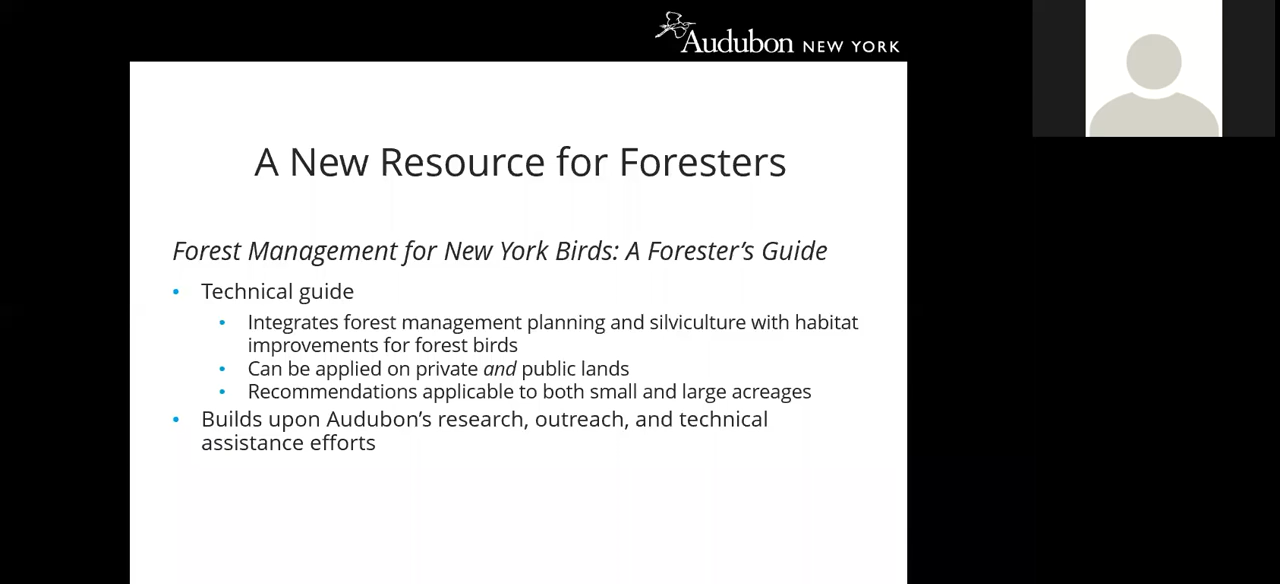 Audubon NEW YORK
A New Resource for Foresters
Forest Management for New York Birds: A Forester's Guide
• Technical guide
• Integrates forest management planning and silviculture with habitat
improvements for forest birds
• Can be applied on private and public lands
• Recommendations applicable to both small and large acreages
• Builds upon Audubon's research, outreach, and technical
assistance efforts